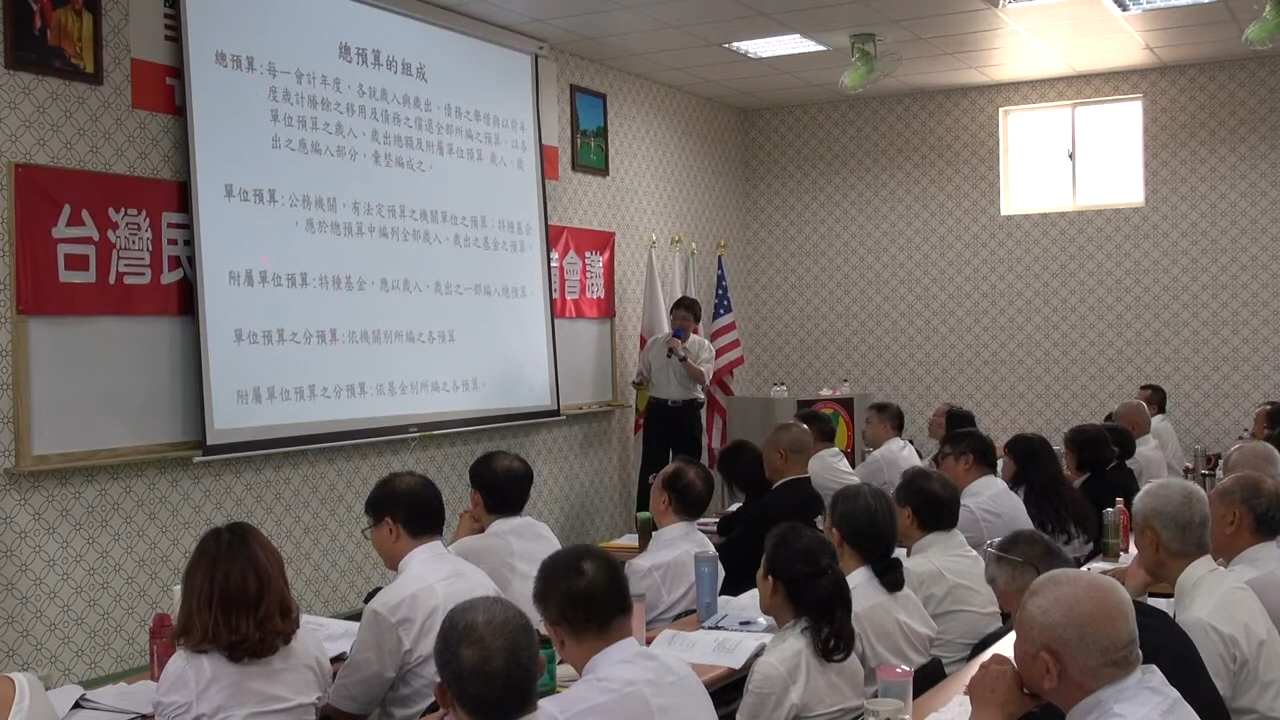 總預算的組成
總預算:每一會計年度,各就歲入與歲出,債務之舉借與以前年
度歲計賸餘之移用及債務之償還全部所編之預算,以各
單位預算之歲入、歲出總額及附屬單位預算 歲入、歲
出之應編入部分,彙整編成之。
單位預算:公務機關,有法定預算之機關單位之預算;特種基金
,應於總預算中編列全部歲入、歲出之基金之預算。
附屬單位預算:特種基金,應以歲入、歲出之一部編入總預算。
單位預算之分預算:依機關別所編之各預算
附屬單位預算之分預算:依基金別所編之各預算。
台灣民
會議